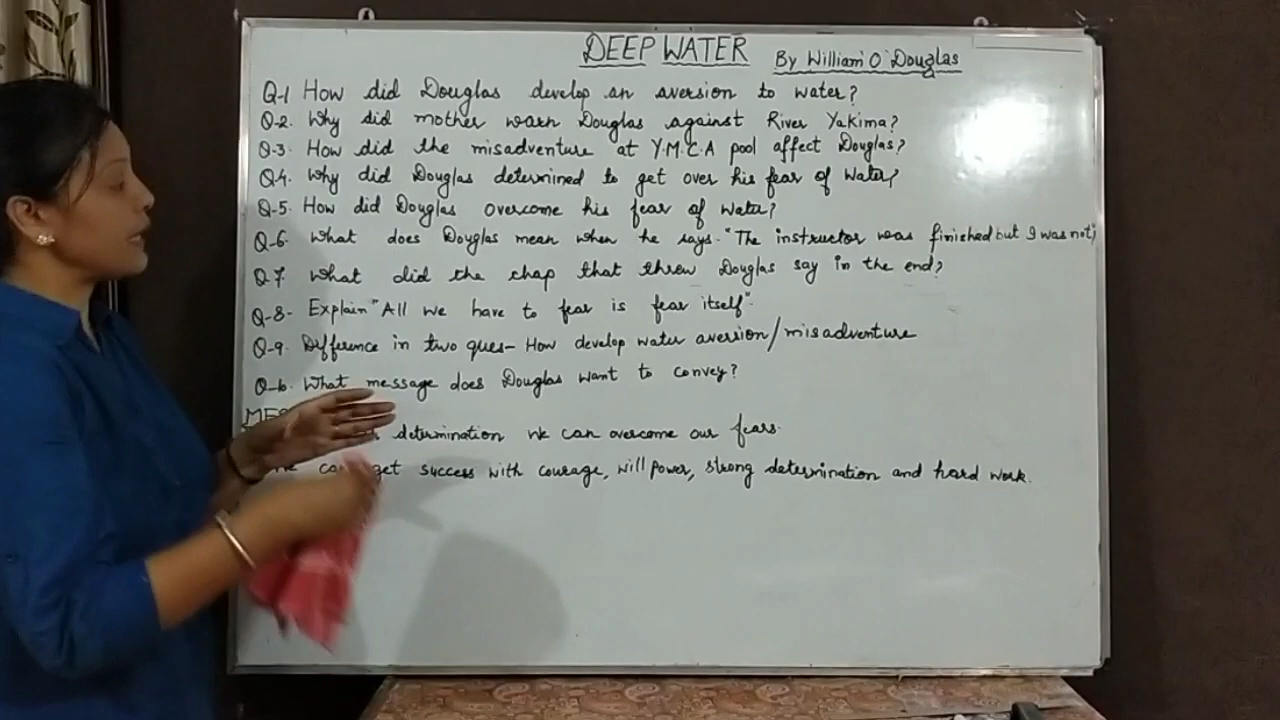 DEEP WATER By William O' Douglas
Q-1 How did Douglas develop an aversion to water?
Q-2. Why did mother warn Douglas against River Yakima?
Q-3. How did the misadventure at Y.M.C.A pool affect Douglas?
Q-4. Why did Douglas determined to get over his fear of water?
Q-5. How did Douglas overcome his fear of water?
Q-6. What does Douglas mean when he says- "The instructor was finished but I was not"?
Q-7. What did the chap that threw Douglas say in the end?
Q-8- Explain "All we have to fear is fear itself".
Q-9. Difference in two ques- How develop water aversion/misadventure
Q-10. What message does Douglas want to convey?
determination we can overcome our fears.
get success with courage, will power, strong determination and hard work.